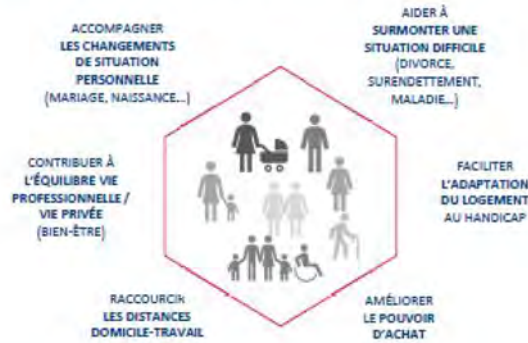 ACCOMPAGNER
LES CHANGEMENTS
DE SITUATION
PERSONNELLE
(MARIAGE, NAISSANCE...)
AIDER À
SURMONTER UNE
SITUATION DIFFICILE
(DIVORCE,
SURENDETTEMENT,
MALADIE...)
CONTRIBUER À
L'ÉQUILIBRE VIE
PROFESSIONNELLE /
VIE PRIVÉE
(BIEN-ÊTRE)
FACILITER
L'ADAPTATION
DU LOGEMENT
AU HANDICAP
RACCOURCIR
LES DISTANCES
DOMICILE-TRAVAIL
AMÉLIORER
LE POUVOIR
D'ACHAT